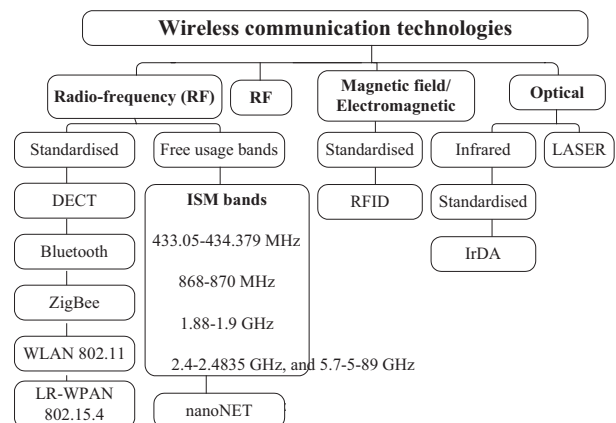 Wireless communication technologies
Radio-frequency (RF)
RF
Magnetic field/
Electromagnetic
Optical
Standardised
Free usage bands
Standardised
Infrared
LASER
DECT
ISM bands
RFID
Standardised
433.05-434.379 MHz
Bluetooth
IrDA
868-870 MHz
ZigBee
1.88-1.9 GHz
WLAN 802.11
2.4-2.4835 GHz, and 5.7-5-89 GHz
LR-WPAN
802.15.4
nanoNET